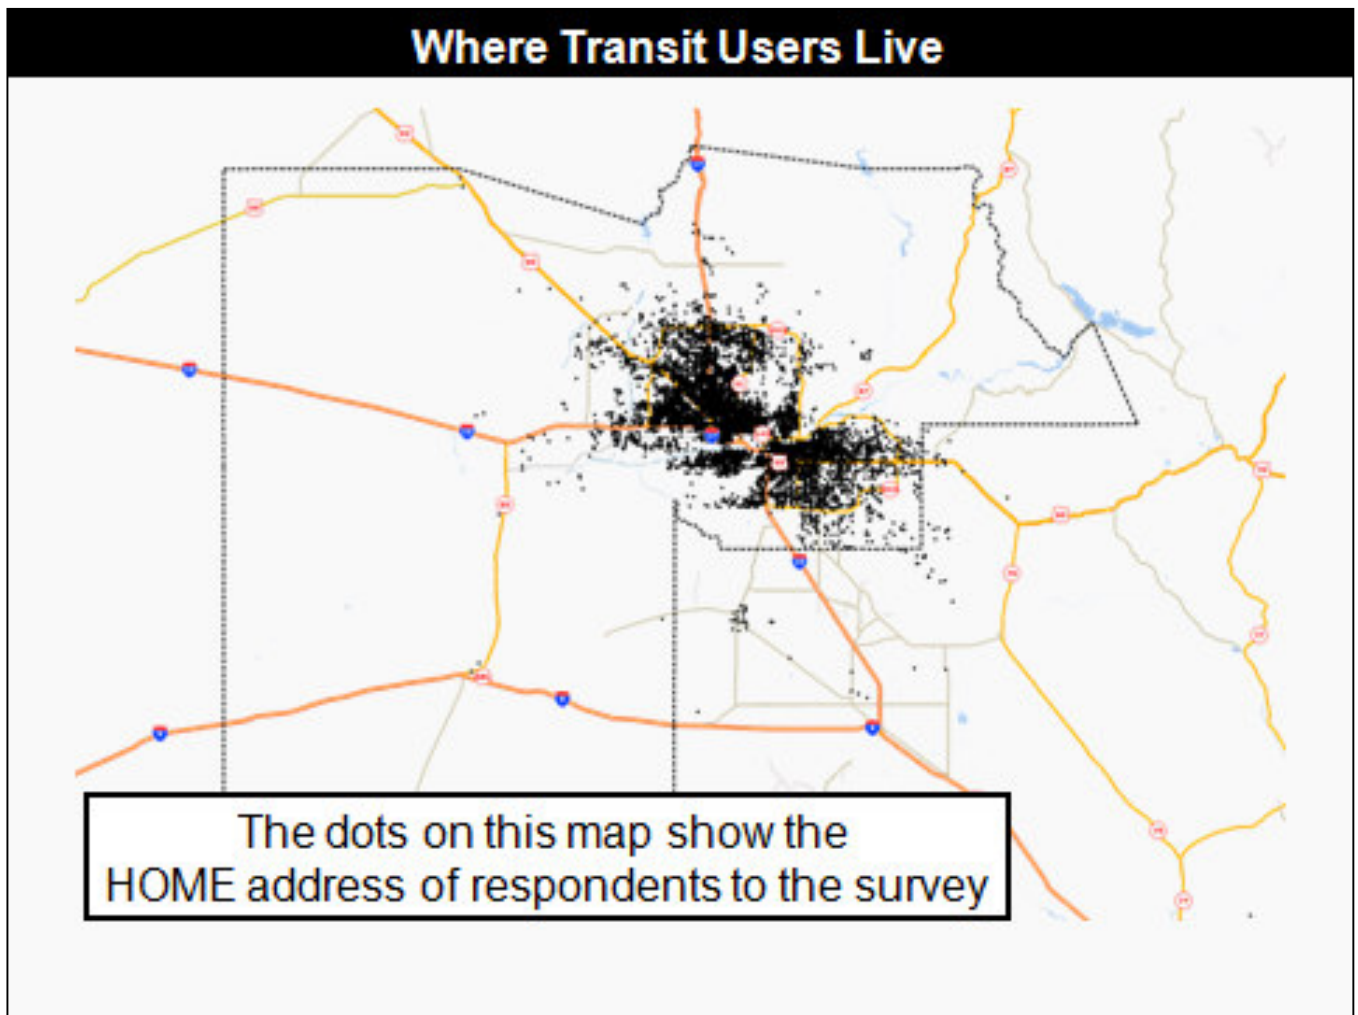 Where Transit Users Live
The dots on this map show the
HOME address of respondents to the survey